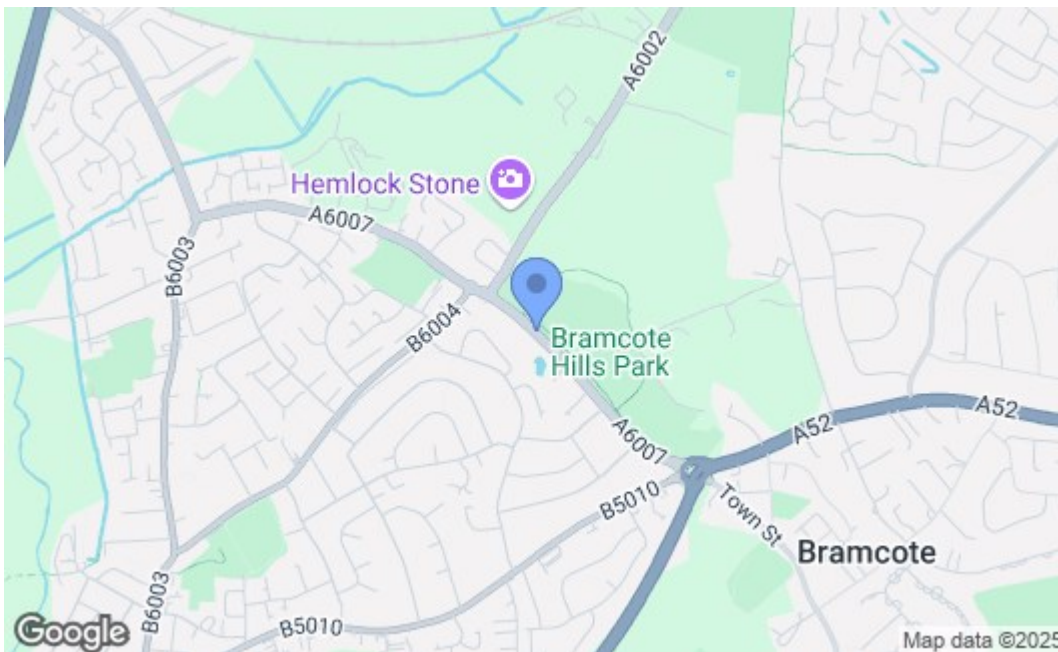 A6002
Hemlock Stone
A6007
B6003
B6004
Bramcote
Hills Park
A52
A52
A6007
B5010
Town St
Bramcote
B6003
B5010
Google
Map data ©2025